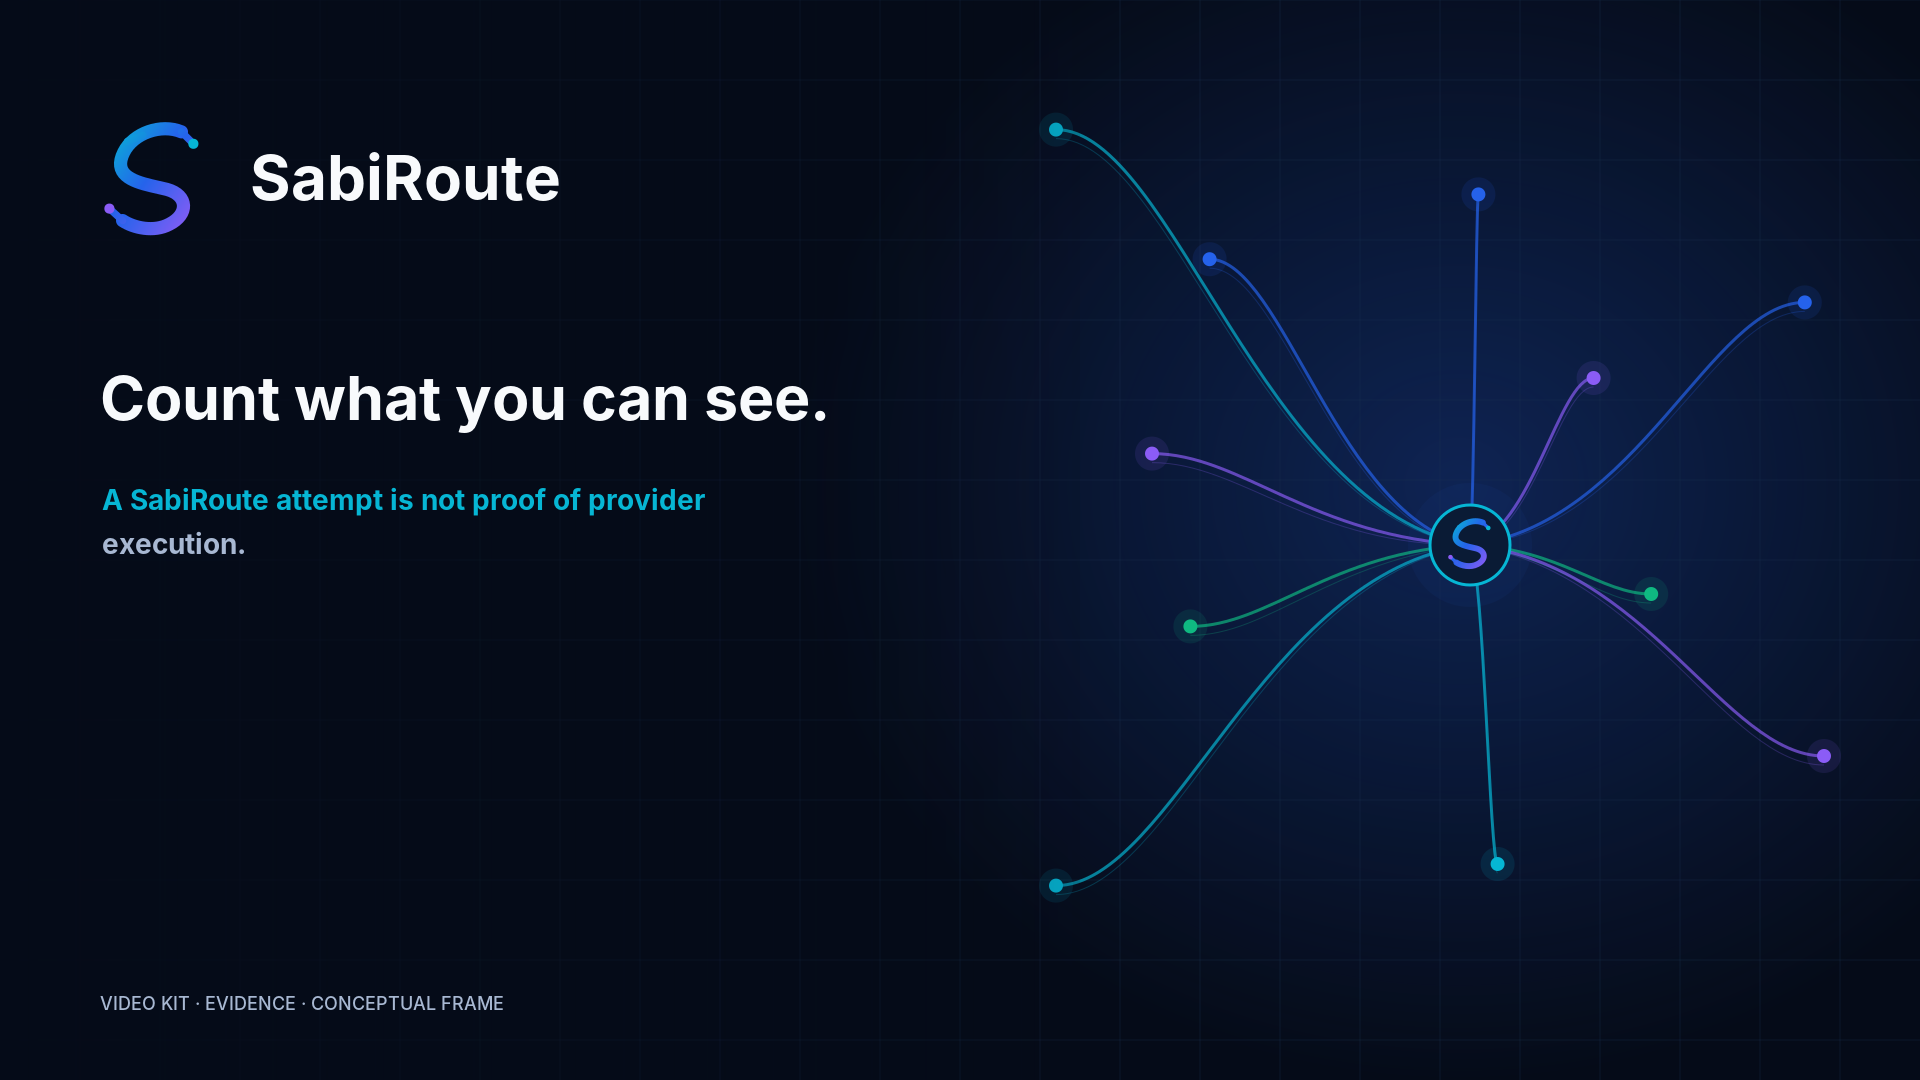 SabiRoute
Count what you can see.
A SabiRoute attempt is not proof of provider
execution.
VIDEO KIT · EVIDENCE · CONCEPTUAL FRAME